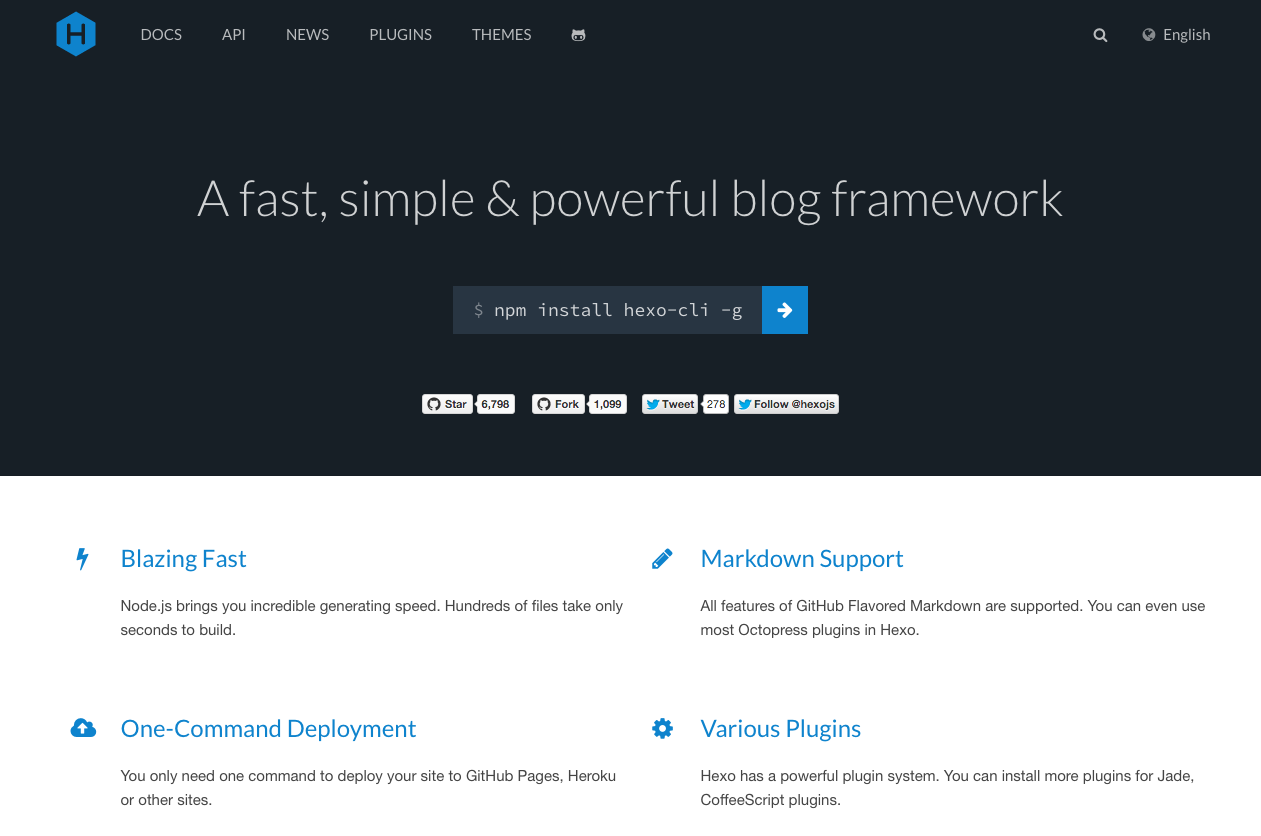 H DOCS API NEWS PLUGINS THEMES English
A fast, simple & powerful blog framework
$ npm install hexo-cli -g
Star 6,798 Fork 1,099 Tweet 278 Follow @hexojs
Blazing Fast
Node.js brings you incredible generating speed. Hundreds of files take only
seconds to build.
Markdown Support
All features of GitHub Flavored Markdown are supported. You can even use
most Octopress plugins in Hexo.
One-Command Deployment
You only need one command to deploy your site to GitHub Pages, Heroku
or other sites.
Various Plugins
Hexo has a powerful plugin system. You can install more plugins for Jade,
CoffeeScript plugins.